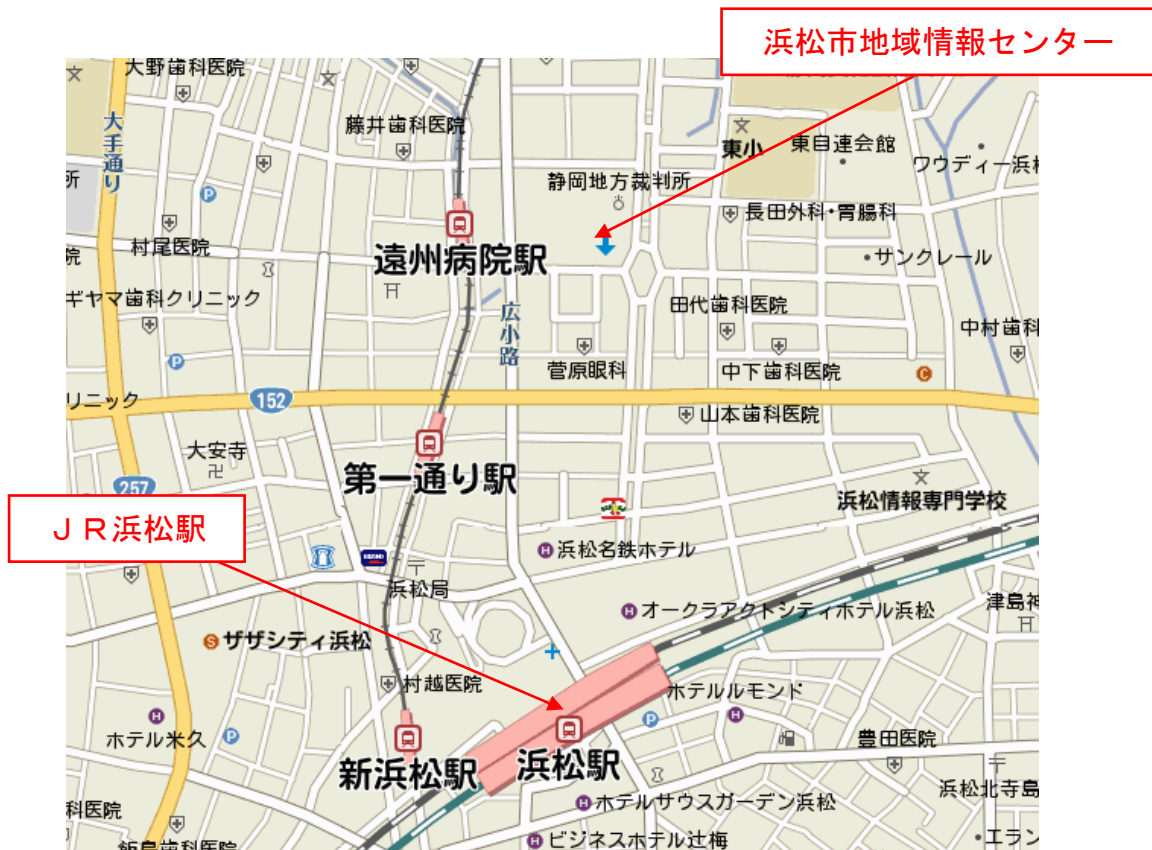 浜松市地域情報センター
大野歯科医院
大手通り
藤井歯科医院
東小
東自連会館
ワウディー浜松
所
静岡地方裁判所
長田外科・胃腸科
村尾医院
院
遠州病院駅
サンクレール
ギヤマ歯科クリニック
広小路
田代歯科医院
中村歯科
菅原眼科
中下歯科医院
リニック
152
山本歯科医院
大安寺
第一通り駅
257
浜松情報専門学校
ＪＲ浜松駅
浜松名鉄ホテル
浜松局
オークラアクトシティホテル浜松
津島神
ザザシティ浜松
村越医院
ホテルルモンド
ホテル米久
豊田医院
新浜松駅
浜松駅
浜松北寺島
科医院
ホテルサウスガーデン浜松
ビジネスホテル辻梅
エラン
飯島歯科医院